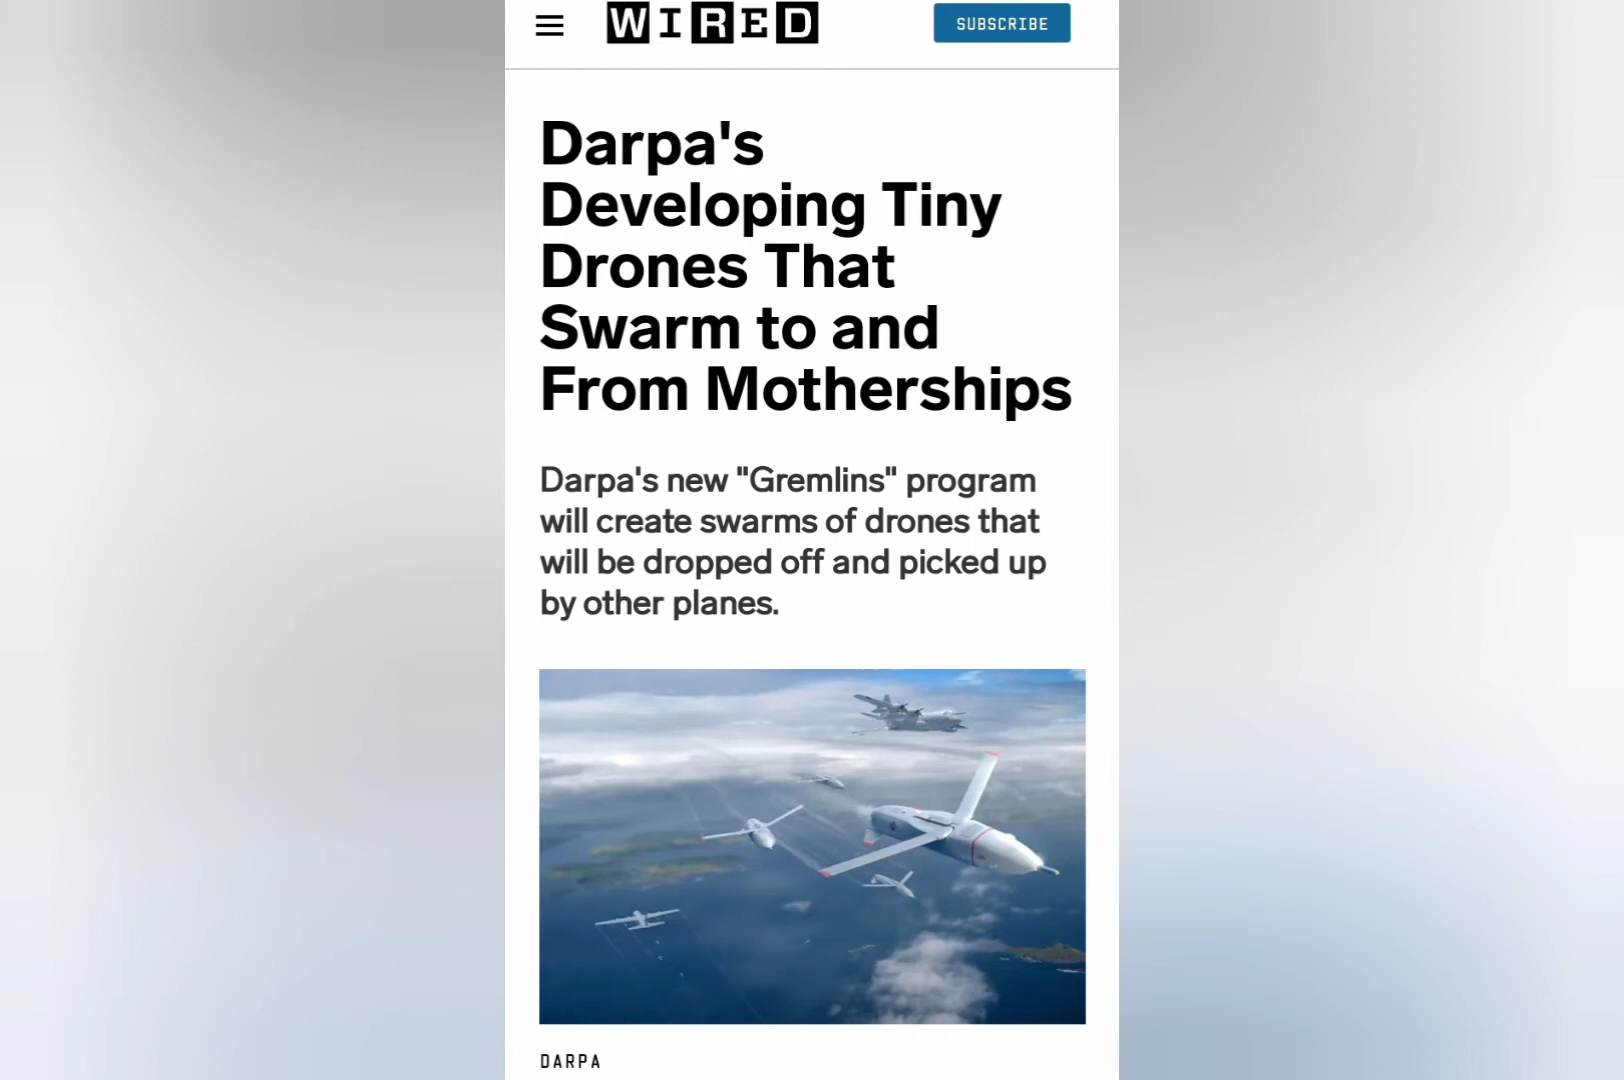 WIRED
SUBSCRIBE
Darpa's
Developing Tiny
Drones That
Swarm to and
From Motherships
Darpa's new "Gremlins" program
will create swarms of drones that
will be dropped off and picked up
by other planes.
DARPA